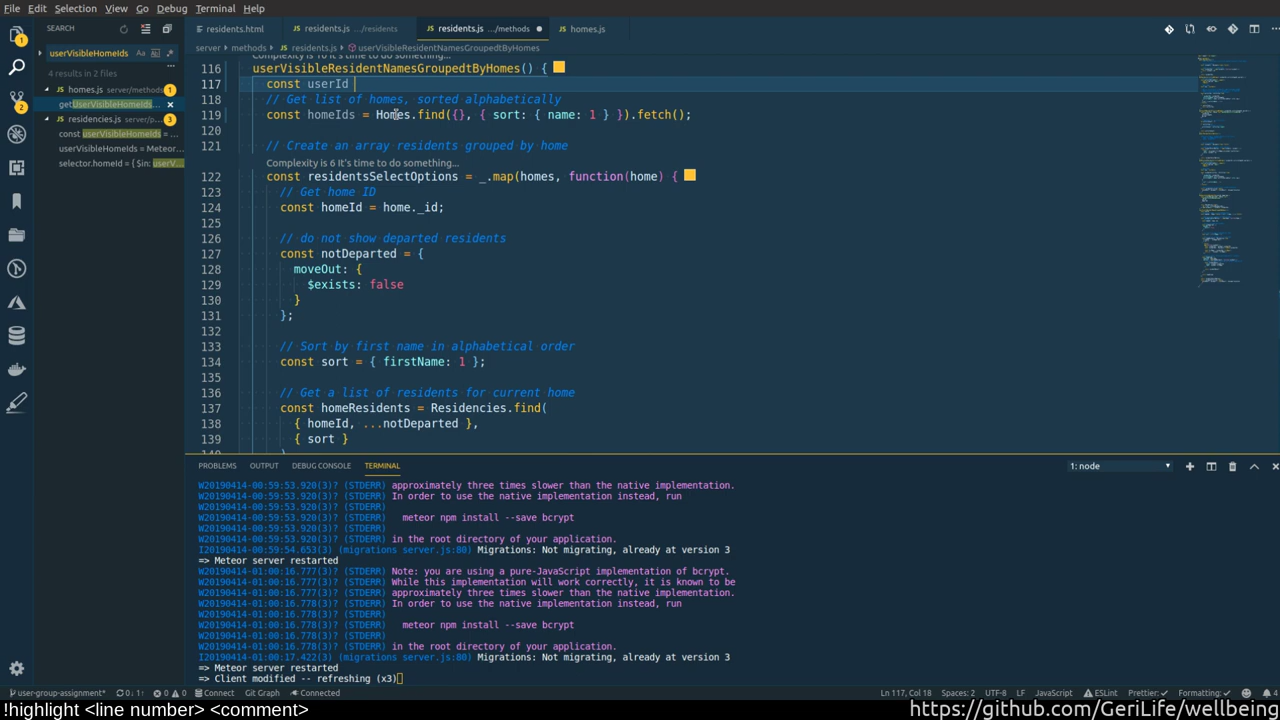 File Edit Selection View Go Debug Terminal Help
SEARCH
userVisibleHomeIds
4 results in 2 files
homes.js server/methods 1
getUserVisibleHomeIds...
residencies.js server/p... 3
const userVisibleHomeIds = ...
userVisibleHomeIds = Meteor...
selector.homeId = { $in: userV...
residents.html
residents.js .../residents
residents.js .../methods
homes.js
server › methods › residents.js › userVisibleResidentNamesGroupedtByHomes
Complexity is 10 It's time to do something...
116 userVisibleResidentNamesGroupedtByHomes() {
117 const userId
118 // Get list of homes, sorted alphabetically
119 const homeIds = Homes.find({}, { sort: { name: 1 } }).fetch();
120
121 // Create an array residents grouped by home
Complexity is 6 It's time to do something...
122 const residentsSelectOptions = _.map(homes, function(home) {
123 // Get home ID
124 const homeId = home._id;
125
126 // do not show departed residents
127 const notDeparted = {
128 moveOut: {
129 $exists: false
130 }
131 };
132
133 // Sort by first name in alphabetical order
134 const sort = { firstName: 1 };
135
136 // Get a list of residents for current home
137 const homeResidents = Residencies.find(
138 { homeId, ...notDeparted },
139 { sort }
140 )
PROBLEMS OUTPUT DEBUG CONSOLE TERMINAL
1: node
W20190414-00:59:53.920(3)? (STDERR) approximately three times slower than the native implementation.
W20190414-00:59:53.920(3)? (STDERR) In order to use the native implementation instead, run
W20190414-00:59:53.920(3)? (STDERR)
W20190414-00:59:53.920(3)? (STDERR) meteor npm install --save bcrypt
W20190414-00:59:53.920(3)? (STDERR)
W20190414-00:59:53.920(3)? (STDERR) in the root directory of your application.
I20190414-00:59:54.653(3) (migrations server.js:80) Migrations: Not migrating, already at version 3
=> Meteor server restarted
W20190414-01:00:16.777(3)? (STDERR) Note: you are using a pure-JavaScript implementation of bcrypt.
W20190414-01:00:16.777(3)? (STDERR) While this implementation will work correctly, it is known to be
W20190414-01:00:16.777(3)? (STDERR) approximately three times slower than the native implementation.
W20190414-01:00:16.778(3)? (STDERR) In order to use the native implementation instead, run
W20190414-01:00:16.778(3)? (STDERR)
W20190414-01:00:16.778(3)? (STDERR) meteor npm install --save bcrypt
W20190414-01:00:16.778(3)? (STDERR)
W20190414-01:00:16.778(3)? (STDERR) in the root directory of your application.
I20190414-01:00:17.422(3) (migrations server.js:80) Migrations: Not migrating, already at version 3
=> Meteor server restarted
=> Client modified -- refreshing (x3)
user-group-assignment* 0↓ 1↑ 0 0 Connect Git Graph Connected Ln 117, Col 18 Spaces: 2 UTF-8 LF JavaScript ESLint Prettier: ✓ Formatting: ✓ 4
!highlight <line number> <comment>
https://github.com/GeriLife/wellbeing